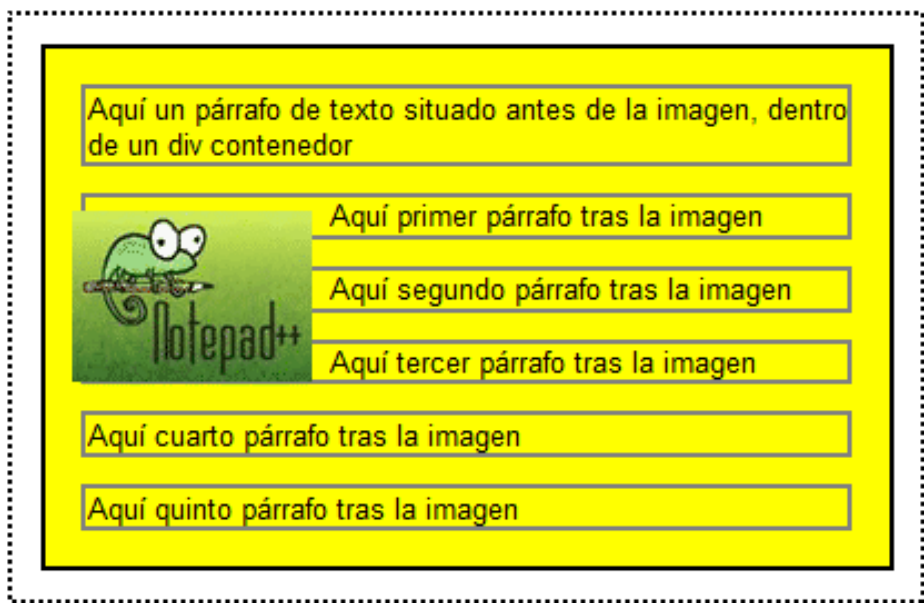 Aquí un párrafo de texto situado antes de la imagen, dentro
de un div contenedor
Aquí primer párrafo tras la imagen
Aquí segundo párrafo tras la imagen
Notepad++
Aquí tercer párrafo tras la imagen
Aquí cuarto párrafo tras la imagen
Aquí quinto párrafo tras la imagen